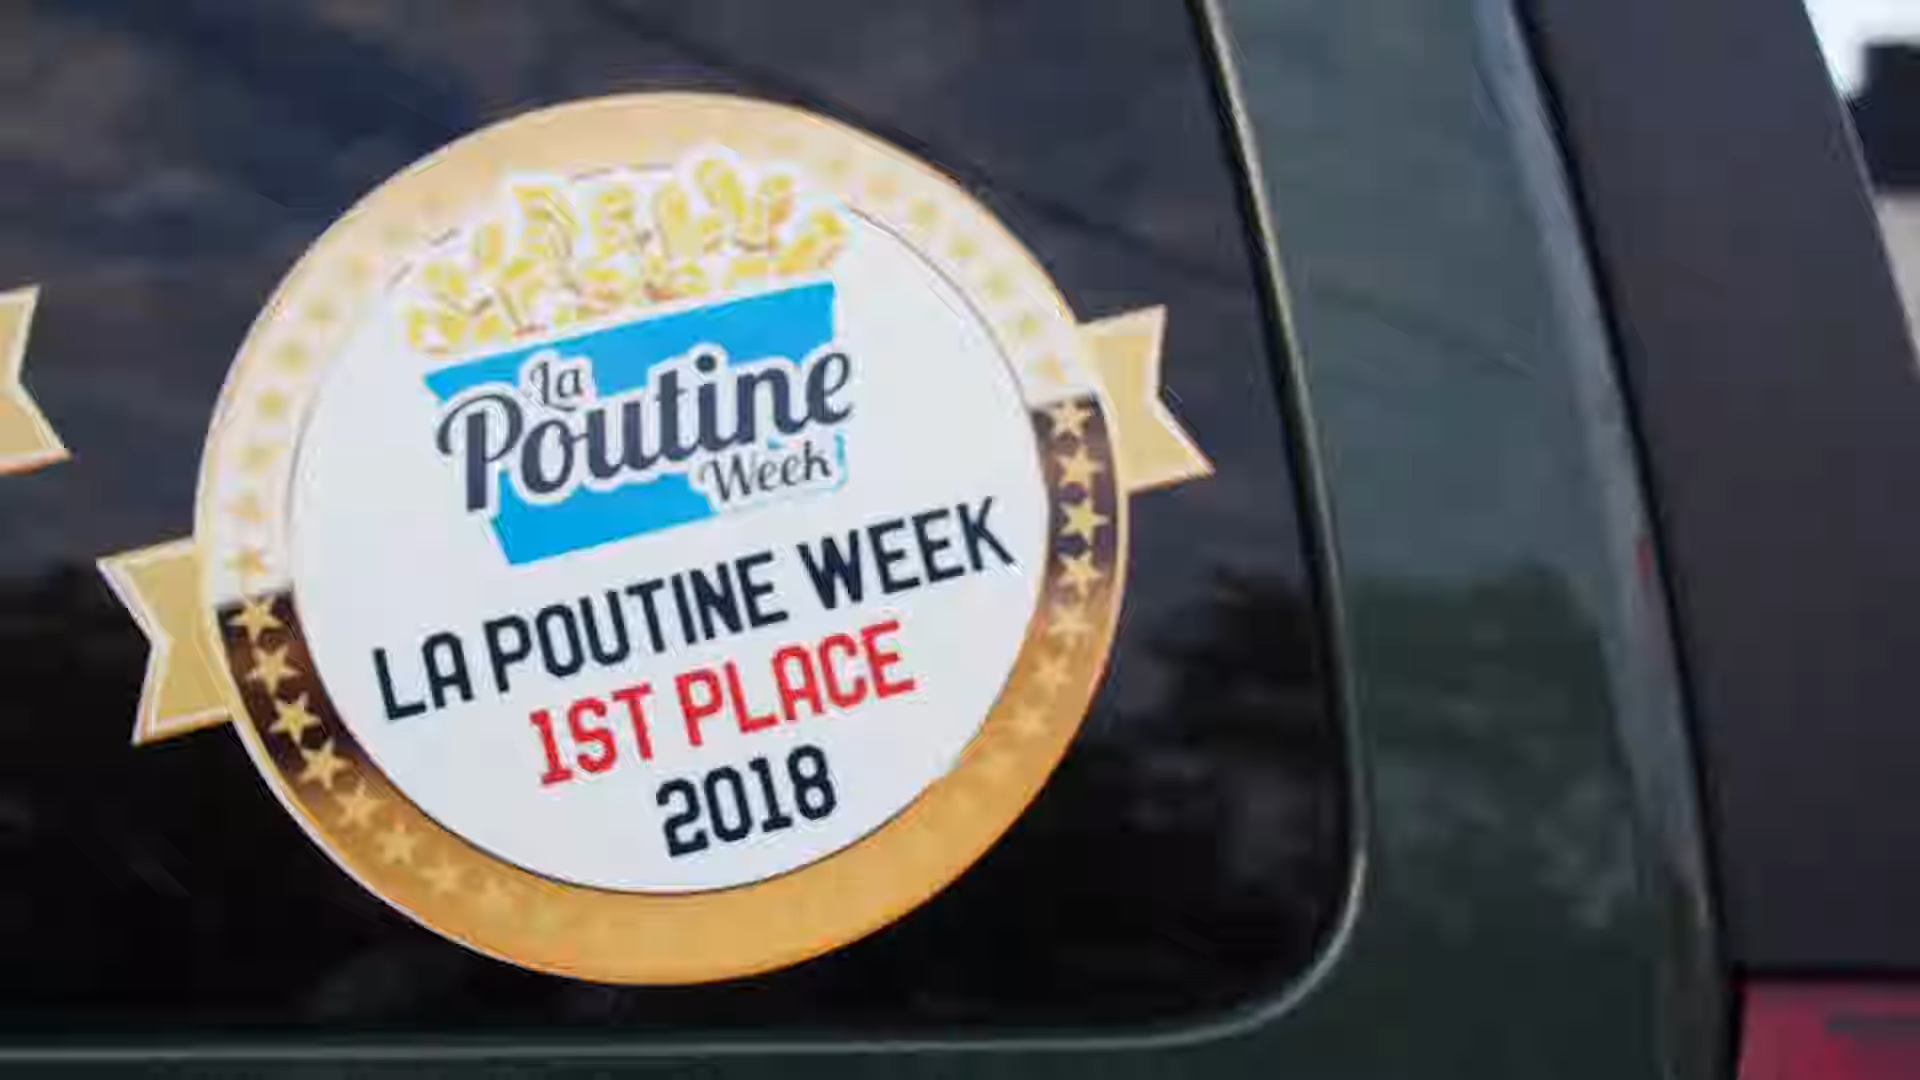 La
Poutine
Week
LA POUTINE WEEK
1ST PLACE
2018